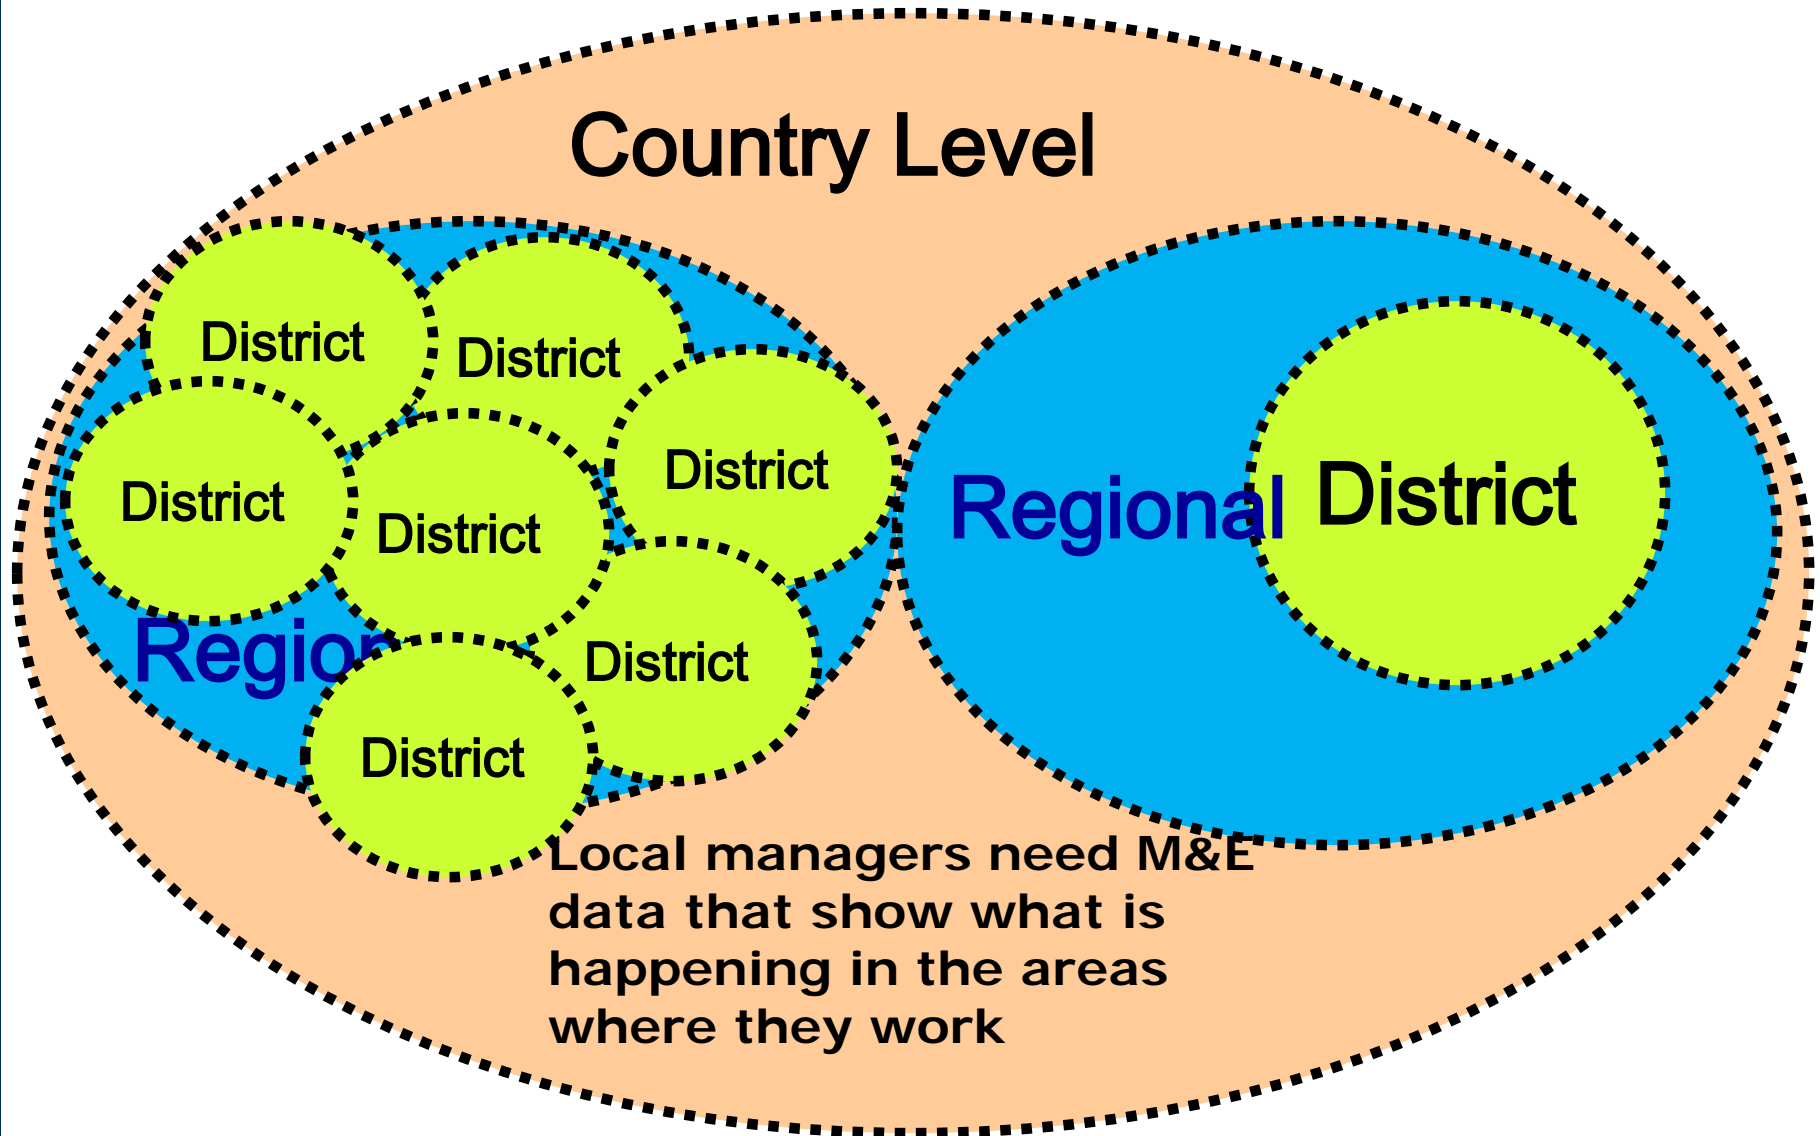 Country Level
District
District
District
District
District
Regional
District
District
Region
District
Local managers need M&E
data that show what is
happening in the areas
where they work